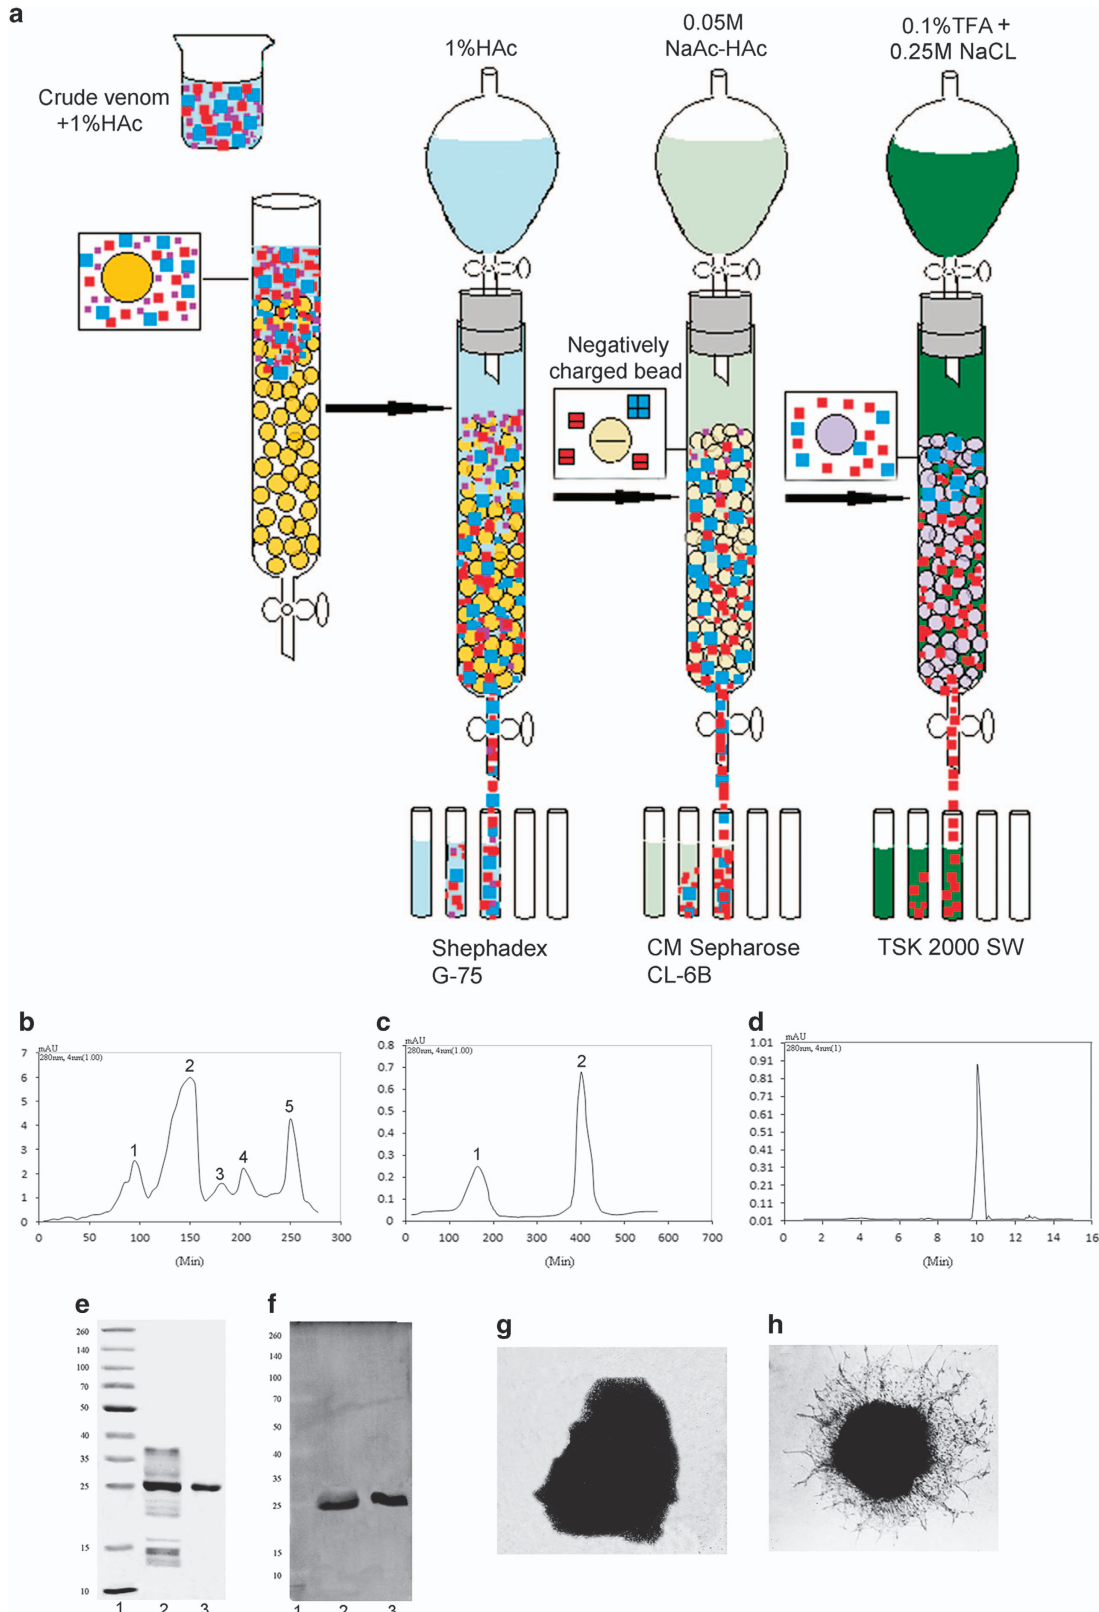 a
Crude venom
+1%HAc
1%HAc
0.05M
NaAc-HAc
0.1%TFA +
0.25M NaCL
Negatively
charged bead
Shephadex
G-75
CM Sepharose
CL-6B
TSK 2000 SW
b
mAU
280nm, 4nm(1.00)
7
6
5
4
3
2
1
0
1
2
3
4
5
0 50 100 150 200 250 300
(Min)
c
mAU
280nm, 4nm(1.00)
0.8
0.7
0.6
0.5
0.4
0.3
0.2
0.1
0
1
2
0 100 200 300 400 500 600 700
(Min)
d
mAU
280nm, 4nm(1)
1.01
0.91
0.81
0.71
0.61
0.51
0.41
0.31
0.21
0.11
0.01
0 2 4 6 8 10 12 14 16
(Min)
e
260
140
100
70
50
40
35
25
15
10
1 2 3
f
260
140
100
70
50
40
35
25
15
10
1 2 3
g
h